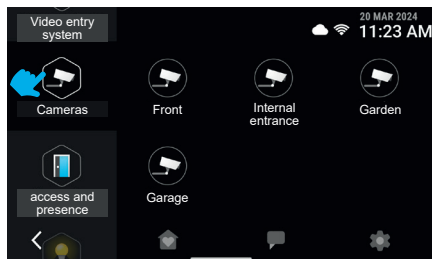 Video entry
system
20 MAR 2024
11:23 AM
Cameras
Front
Internal
entrance
Garden
access and
presence
Garage